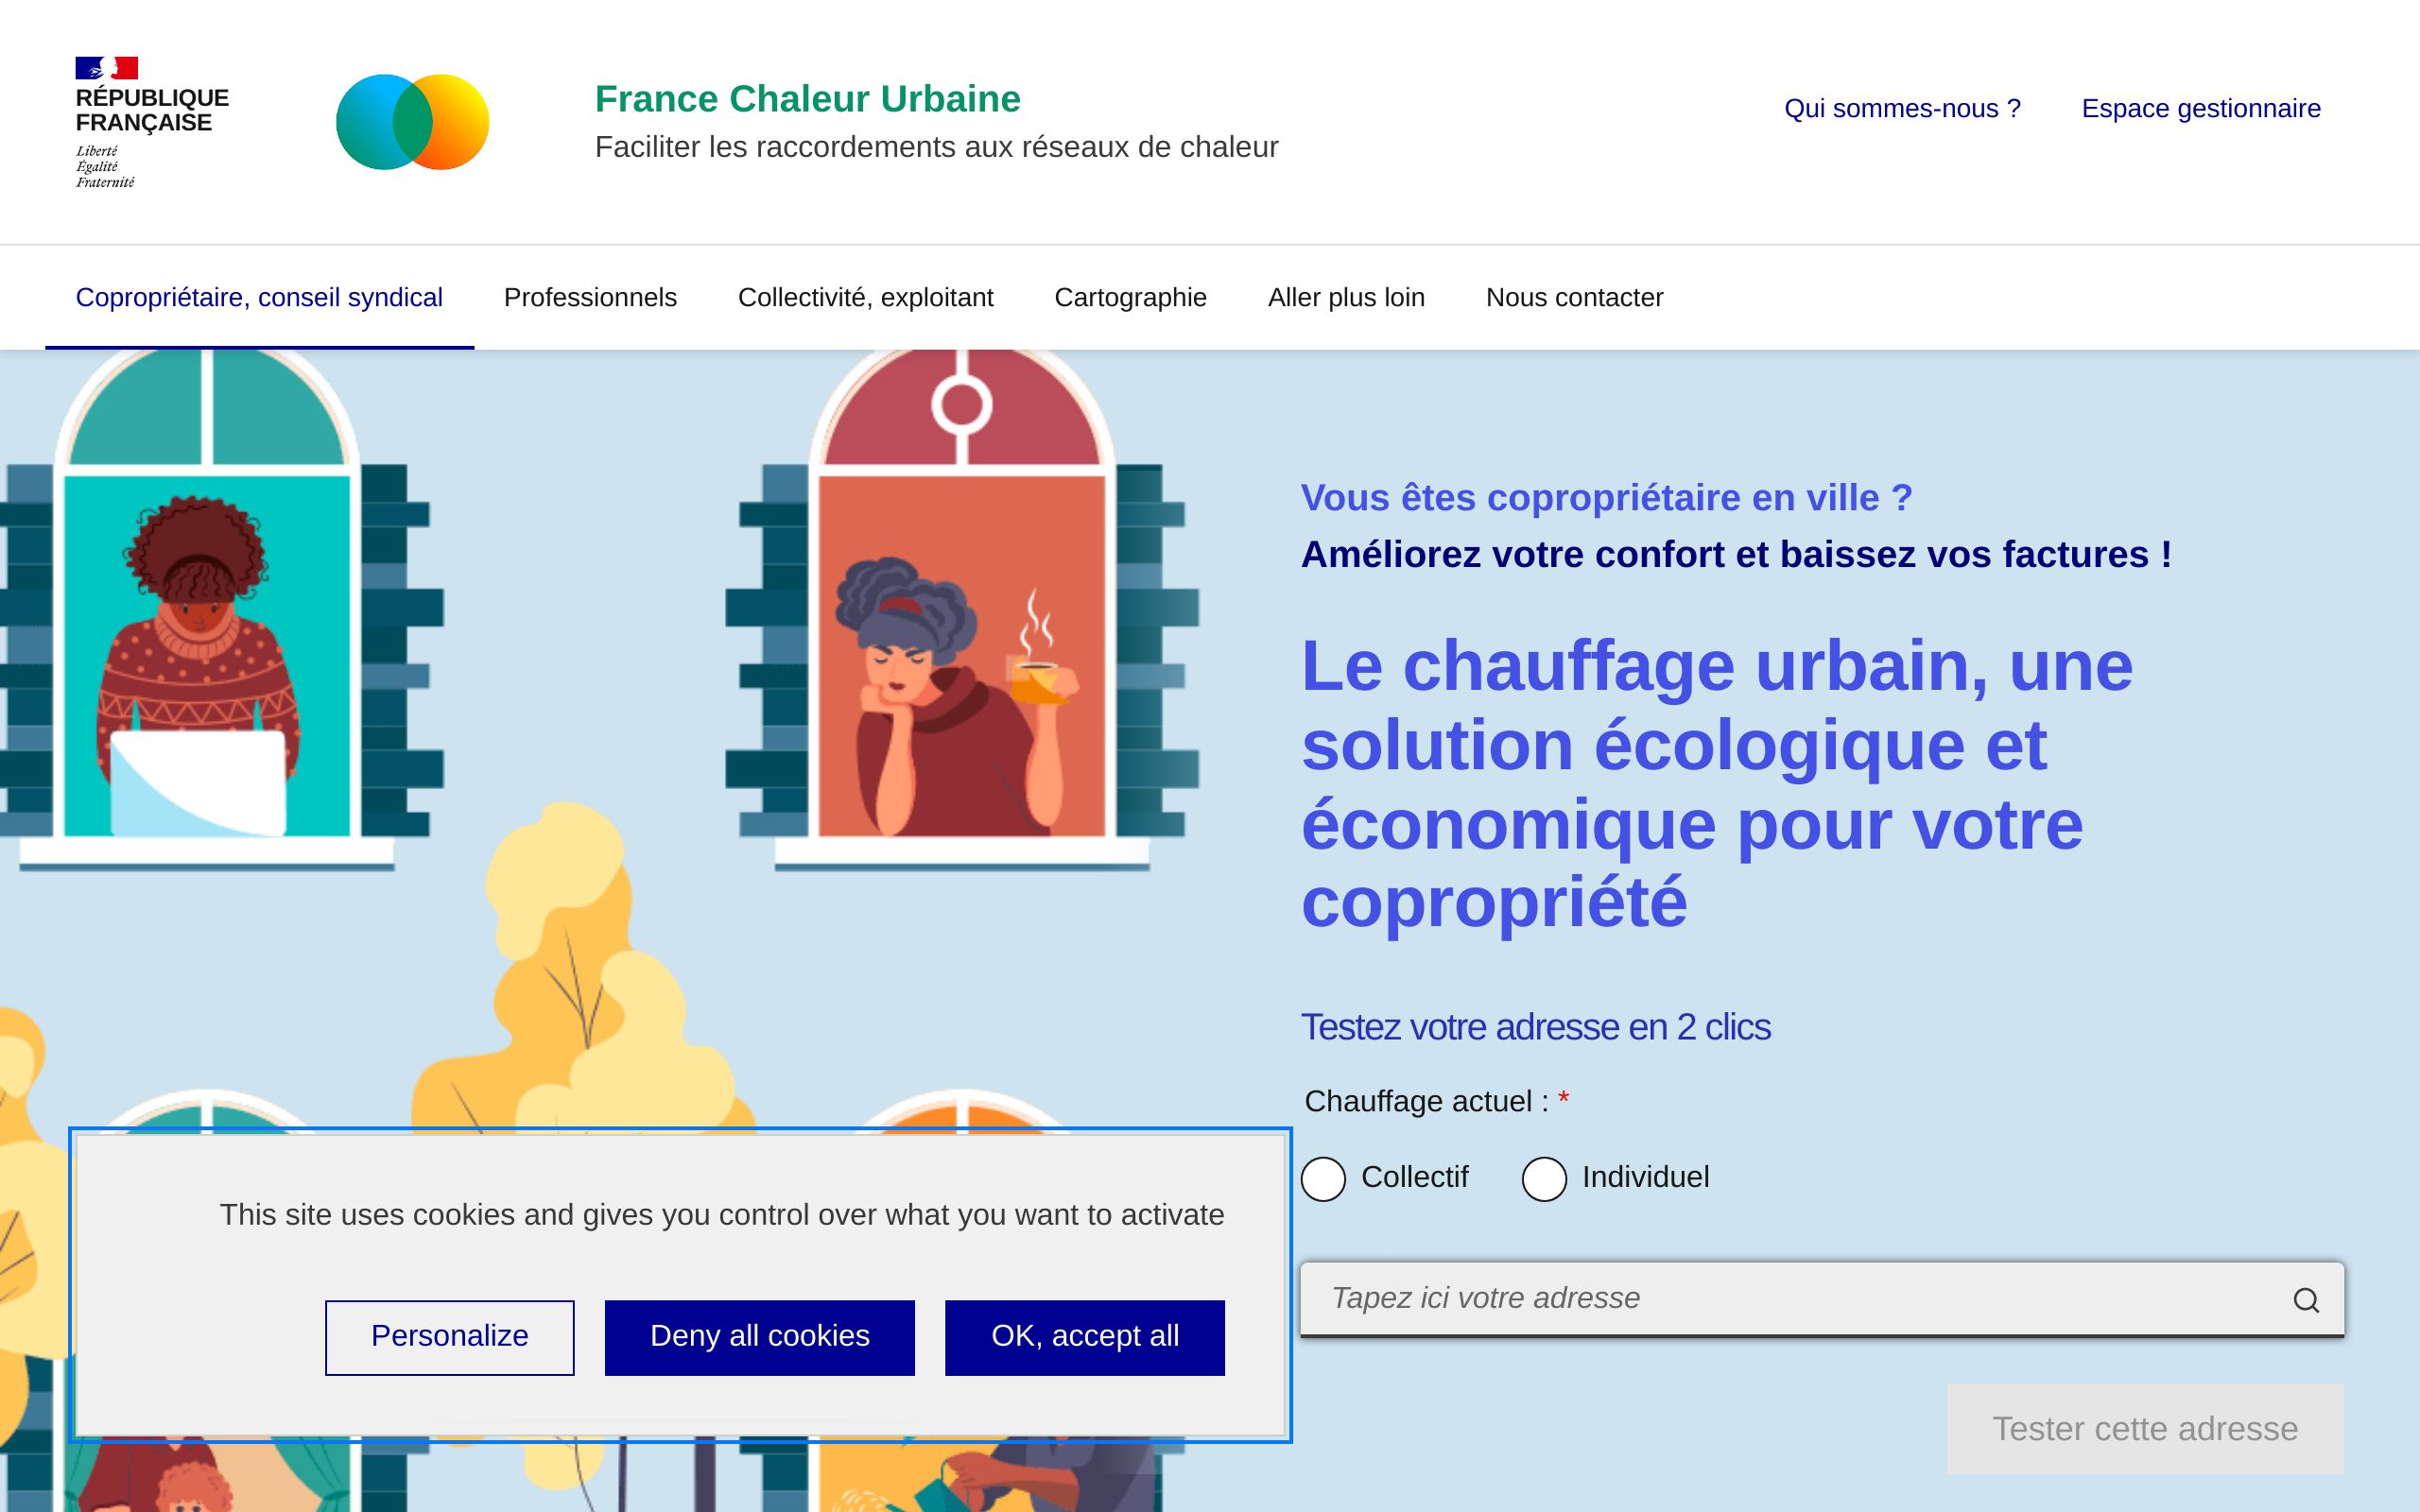 RÉPUBLIQUE
FRANÇAISE
Liberté
Égalité
Fraternité
France Chaleur Urbaine
Faciliter les raccordements aux réseaux de chaleur
Qui sommes-nous ?
Espace gestionnaire
Copropriétaire, conseil syndical
Professionnels
Collectivité, exploitant
Cartographie
Aller plus loin
Nous contacter
Vous êtes copropriétaire en ville ?
Améliorez votre confort et baissez vos factures !
Le chauffage urbain, une
solution écologique et
économique pour votre
copropriété
Testez votre adresse en 2 clics
Chauffage actuel : *
Collectif
Individuel
Tapez ici votre adresse
Tester cette adresse
This site uses cookies and gives you control over what you want to activate
Personalize
Deny all cookies
OK, accept all